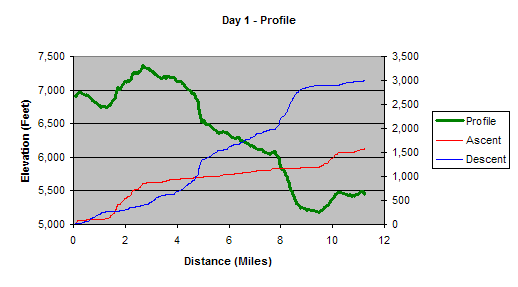 Day 1 - Profile
7,500
7,000
6,500
6,000
5,500
5,000
Elevation (Feet)
3,500
3,000
2,500
2,000
1,500
1,000
500
0
0 2 4 6 8 10 12
Distance (Miles)
Profile
Ascent
Descent